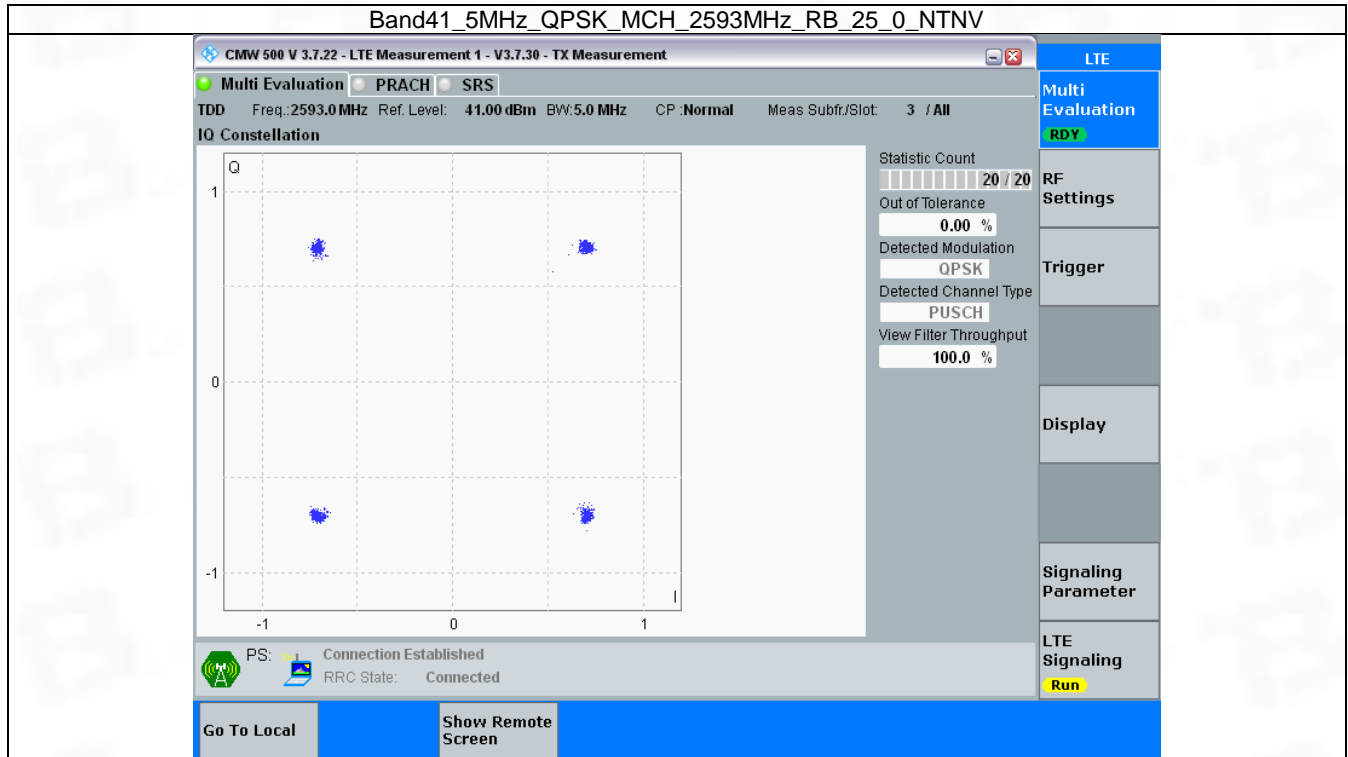 Band41_5MHz_QPSK_MCH_2593MHz_RB_25_0_NTNV
CMW 500 V 3.7.22 - LTE Measurement 1 - V3.7.30 - TX Measurement
Multi Evaluation PRACH SRS
TDD Freq.:2593.0 MHz Ref. Level: 41.00 dBm BW:5.0 MHz CP :Normal Meas Subfr./Slot: 3 / All
IQ Constellation
Q
1
0
-1
-1 0 1
I
Statistic Count
20 / 20
Out of Tolerance
0.00 %
Detected Modulation
QPSK
Detected Channel Type
PUSCH
View Filter Throughput
100.0 %
LTE
Multi
Evaluation
RDY
RF
Settings
Trigger
Display
Signaling
Parameter
LTE
Signaling
Run
PS: Connection Established
RRC State: Connected
Go To Local
Show Remote
Screen